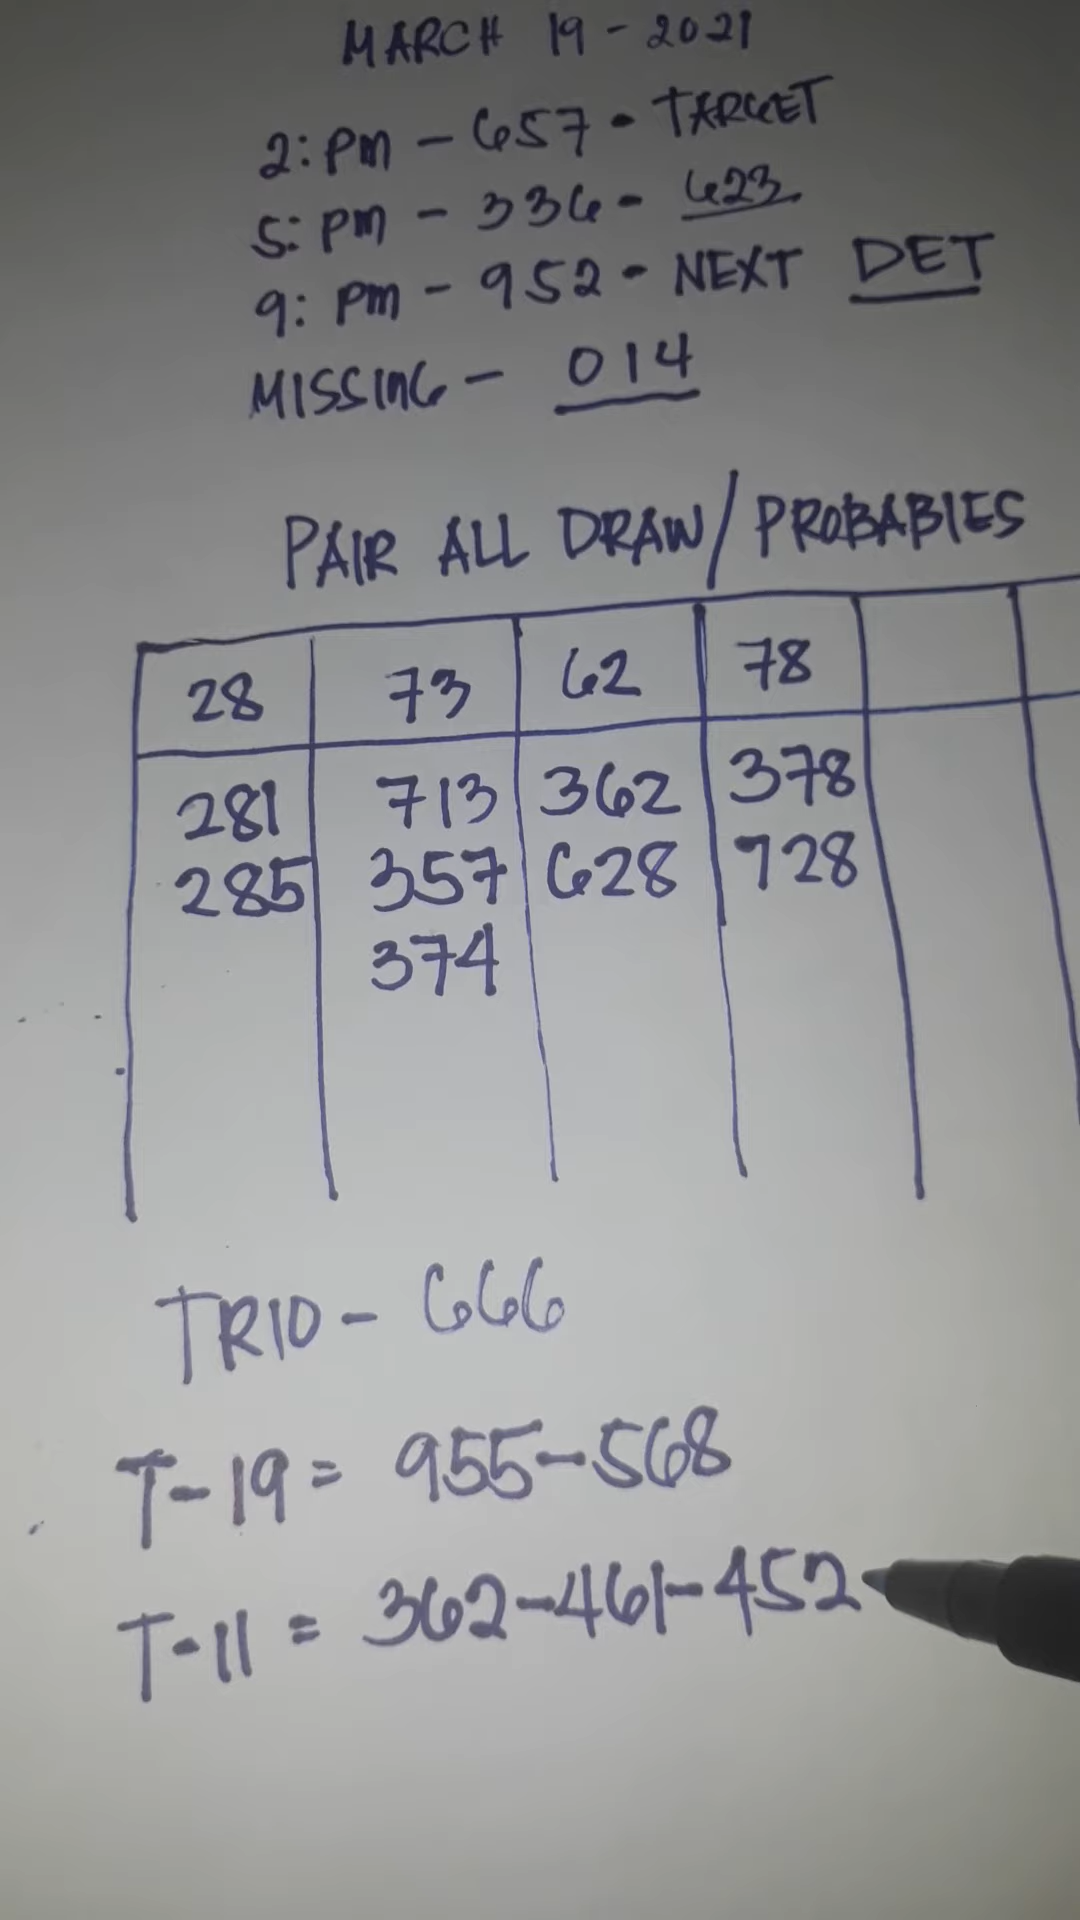 MARCH 19-2021
2:PM - 657 - TARGET
5:PM - 336 - 623
9:PM - 952 - NEXT DET
MISSING - 014
PAIR ALL DRAW/PROBABIES
28 73 62 78
281 713 362 378
285 357 628 728
374
TRIO - 666
T-19 = 955-568
T-11 = 362-461-452